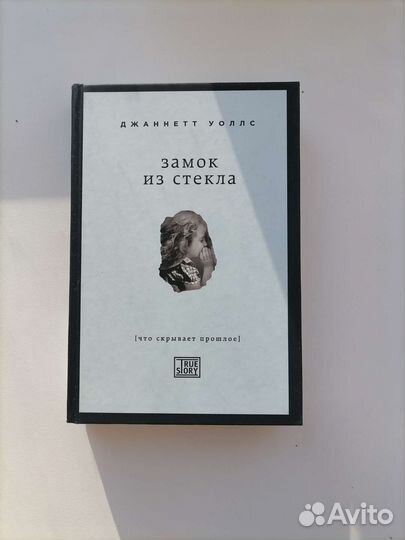 ДЖАННЕТТ УОЛЛС
замок
из стекла
[что скрывает прошлое]
TRUE
STORY
Avito